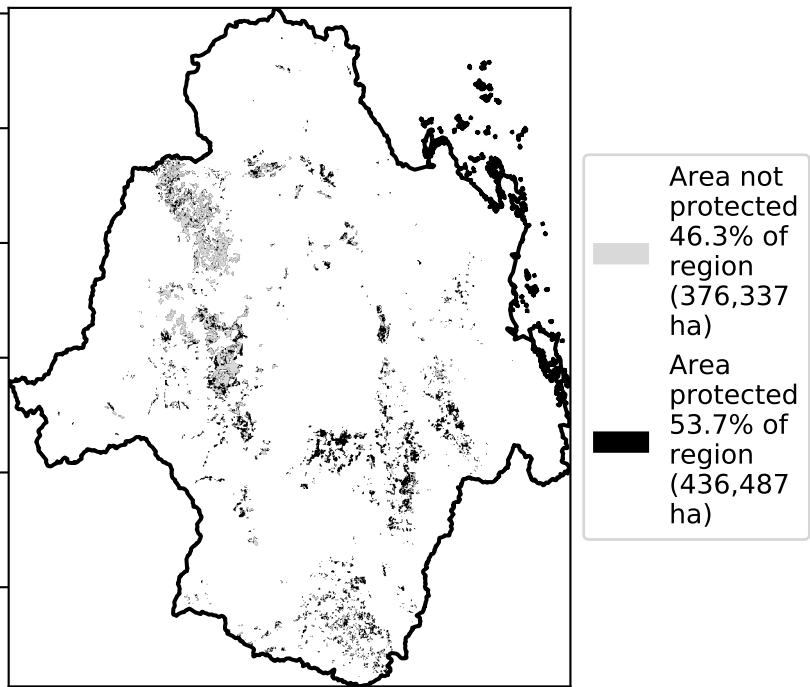 Area not
protected
46.3% of
region
(376,337
ha)
Area
protected
53.7% of
region
(436,487
ha)